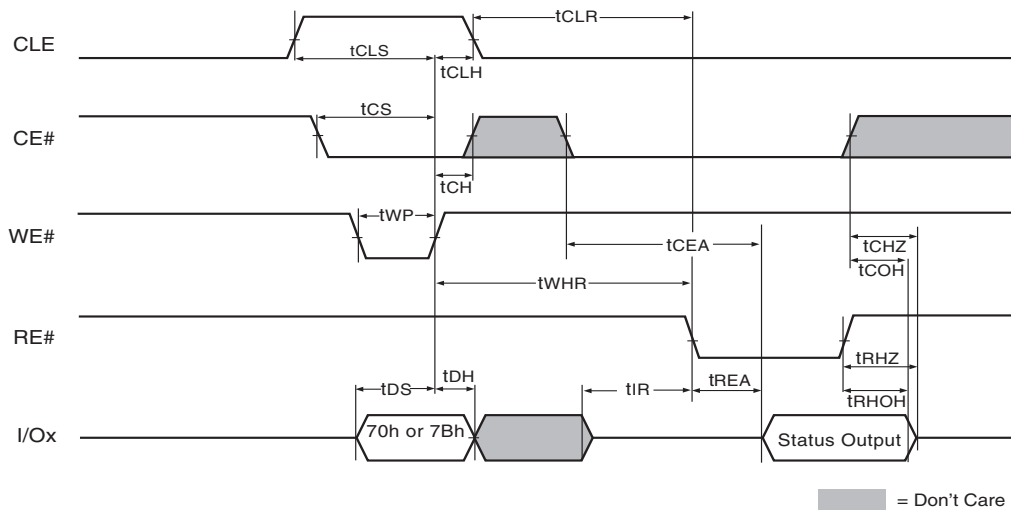 tCLR
CLE
tCLS
tCLH
tCS
CE#
tCH
tWP
WE#
tCEA
tCHZ
tCOH
tWHR
RE#
tDH
tDS
tIR
tREA
tRHZ
tRHOH
I/Ox
70h or 7Bh
Status Output
= Don't Care